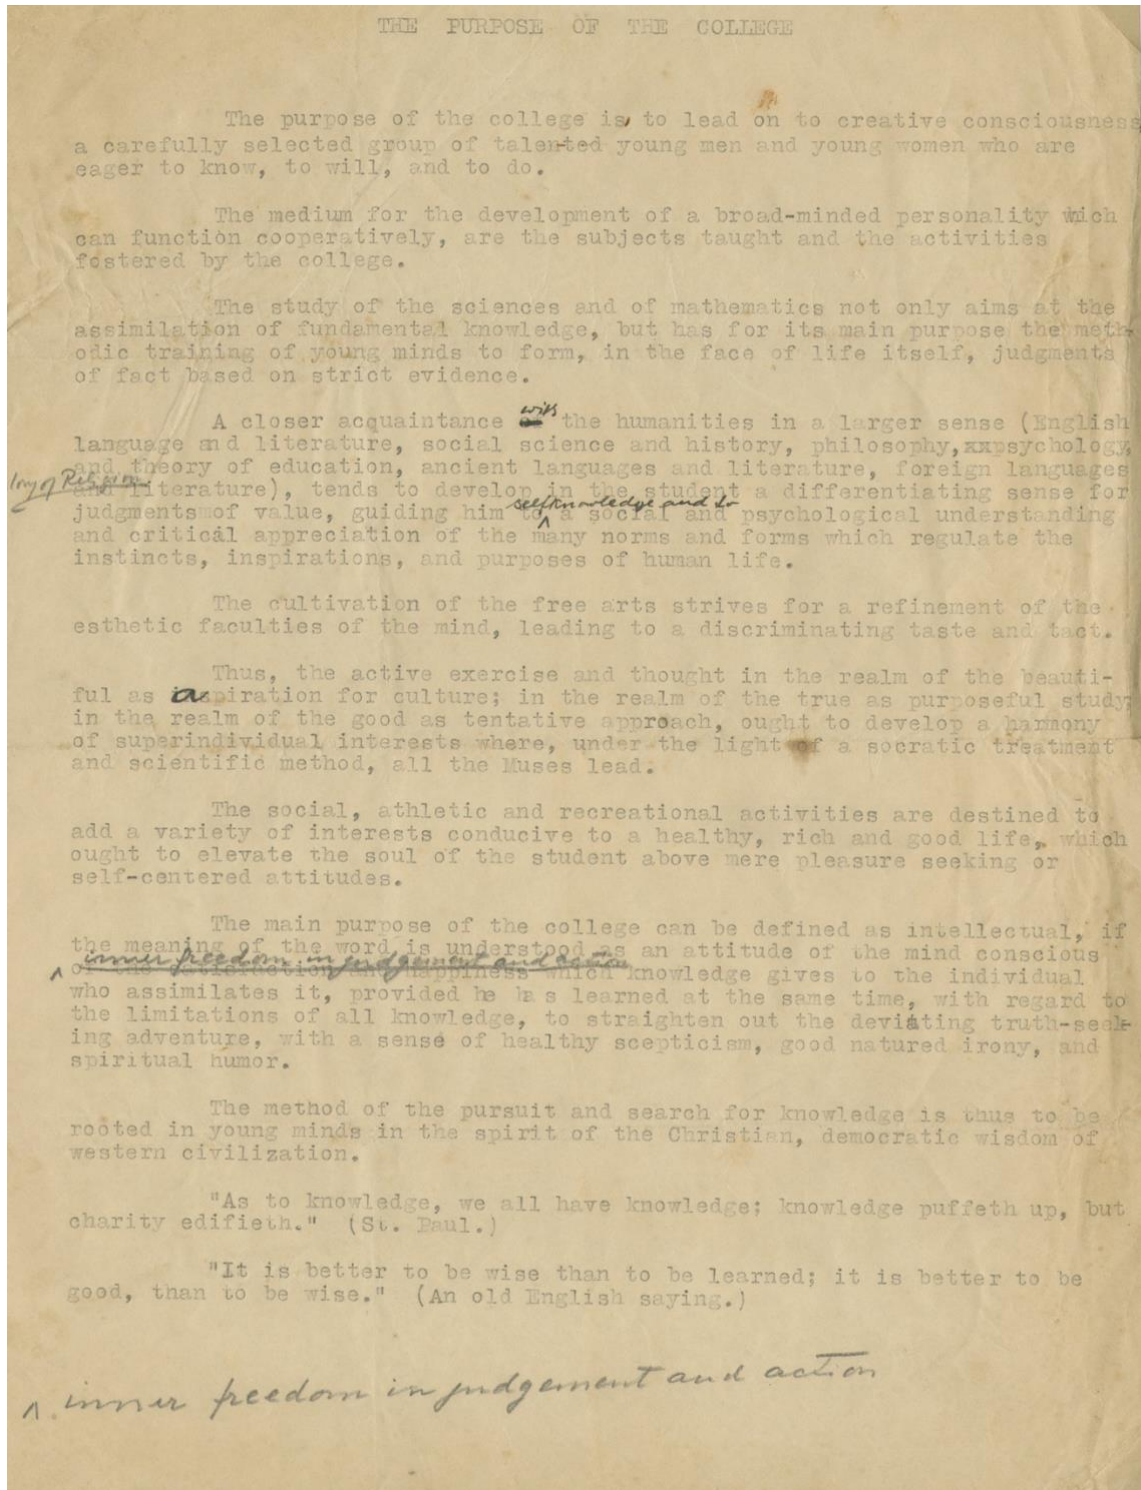 THE PURPOSE OF THE COLLEGE
The purpose of the college is, to lead on to creative consciousness
a carefully selected group of talented young men and young women who are
eager to know, to will, and to do.
The medium for the development of a broad-minded personality which
can function cooperatively, are the subjects taught and the activities
fostered by the college.
The study of the sciences and of mathematics not only aims at the
assimilation of fundamental knowledge, but has for its main purpose the meth-
odic training of young minds to form, in the face of life itself, judgments
of fact based on strict evidence.
with
A closer acquaintance the humanities in a larger sense (English
language and literature, social science and history, philosophy,xxpsychology,
and theory of education, ancient languages and literature, foreign languages
of Religion
and literature), tends to develop in the student a differentiating sense for
selfknowledge and to
judgments of value, guiding him to a social and psychological understanding
and critical appreciation of the many norms and forms which regulate the
instincts, inspirations, and purposes of human life.
The cultivation of the free arts strives for a refinement of the
esthetic faculties of the mind, leading to a discriminating taste and tact.
Thus, the active exercise and thought in the realm of the beauti-
ful as aspiration for culture; in the realm of the true as purposeful study;
in the realm of the good as tentative approach, ought to develop a harmony
of superindividual interests where, under the light of a socratic treatment
and scientific method, all the Muses lead.
The social, athletic and recreational activities are destined to
add a variety of interests conducive to a healthy, rich and good life, which
ought to elevate the soul of the student above mere pleasure seeking or
self-centered attitudes.
The main purpose of the college can be defined as intellectual, if
the meaning of the word is understood as an attitude of the mind conscious
inner freedom in judgement and action
of the satisfaction and happiness which knowledge gives to the individual
who assimilates it, provided he has learned at the same time, with regard to
the limitations of all knowledge, to straighten out the deviating truth-seek-
ing adventure, with a sense of healthy scepticism, good natured irony, and
spiritual humor.
The method of the pursuit and search for knowledge is thus to be
rooted in young minds in the spirit of the Christian, democratic wisdom of
western civilization.
"As to knowledge, we all have knowledge; knowledge puffeth up, but
charity edifieth." (St. Paul.)
"It is better to be wise than to be learned; it is better to be
good, than to be wise." (An old English saying.)
inner freedom in judgement and action